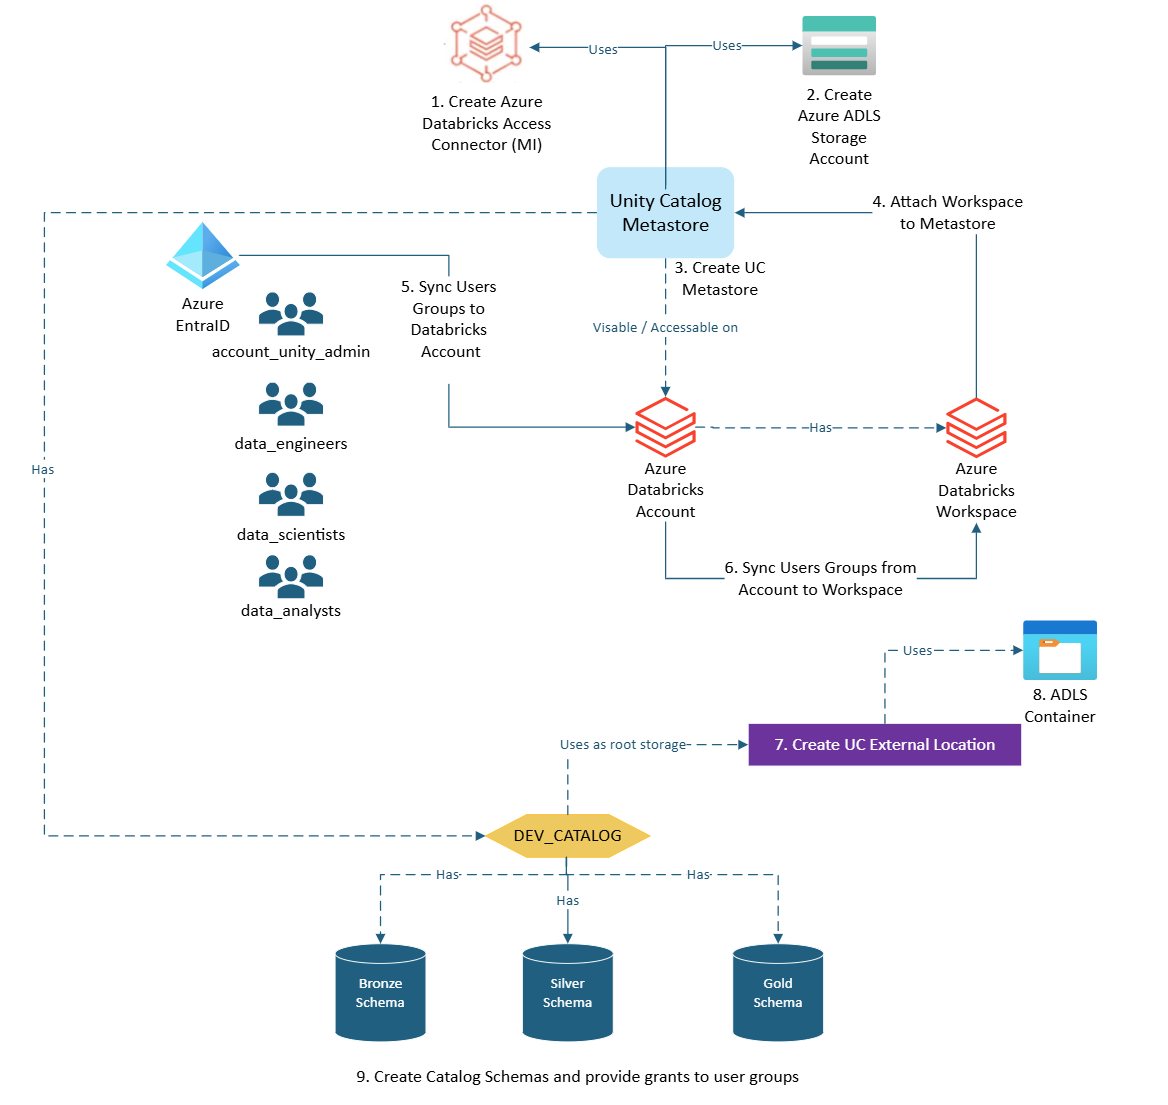 Uses
Uses
1. Create Azure
Databricks Access
Connector (MI)
2. Create
Azure ADLS
Storage
Account
Unity Catalog
Metastore
4. Attach Workspace
to Metastore
3. Create UC
Metastore
Azure
EntraID
5. Sync Users
Groups to
Databricks
Account
Visable / Accessable on
account_unity_admin
data_engineers
Has
Has
Azure
Databricks
Account
Azure
Databricks
Workspace
data_scientists
6. Sync Users Groups from
Account to Workspace
data_analysts
Uses
8. ADLS
Container
Uses as root storage
7. Create UC External Location
DEV_CATALOG
Has
Has
Has
Bronze
Schema
Silver
Schema
Gold
Schema
9. Create Catalog Schemas and provide grants to user groups